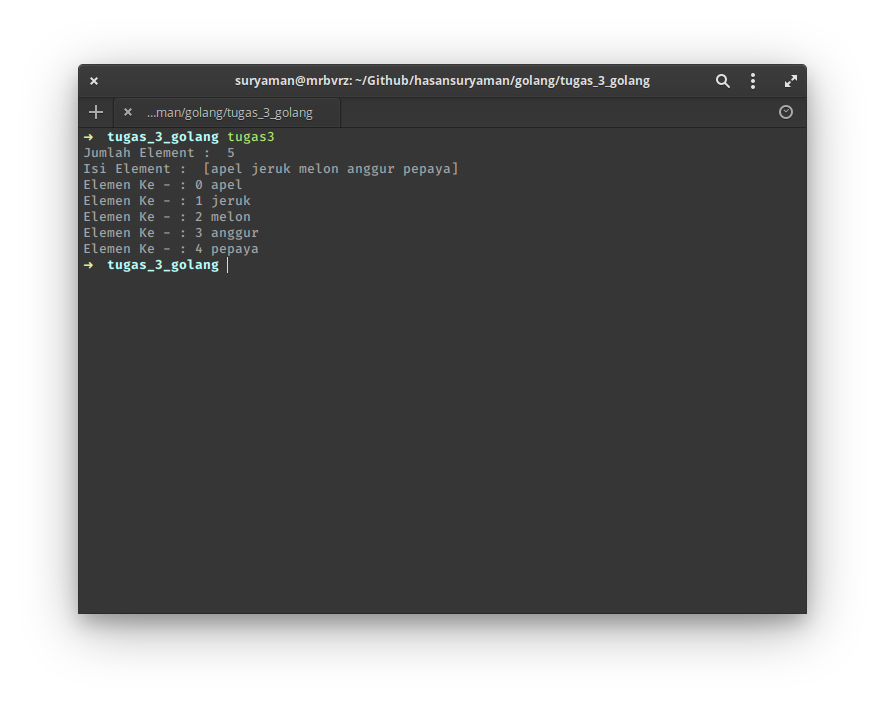 suryaman@mrbvrz: ~/Github/hasansuryaman/golang/tugas_3_golang
...man/golang/tugas_3_golang
➜ tugas_3_golang tugas3
Jumlah Element :  5
Isi Element :  [apel jeruk melon anggur pepaya]
Elemen Ke - : 0 apel
Elemen Ke - : 1 jeruk
Elemen Ke - : 2 melon
Elemen Ke - : 3 anggur
Elemen Ke - : 4 pepaya
➜ tugas_3_golang